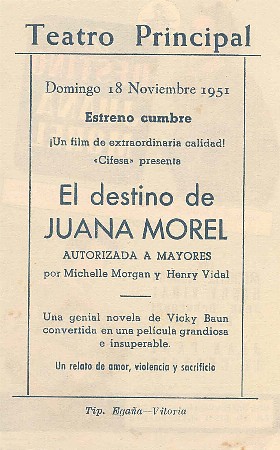 Teatro Principal
Domingo 18 Noviembre 1951
Estreno cumbre
¡Un film de extraordinaria calidad!
«Cifesa» presenta
El destino de
JUANA MOREL
AUTORIZADA A MAYORES
por Michelle Morgan y Henry Vidal
Una genial novela de Vicky Baun
convertida en una película grandiosa
e insuperable.
Un relato de amor, violencia y sacrificio
Tip. Egaña—Vitoria